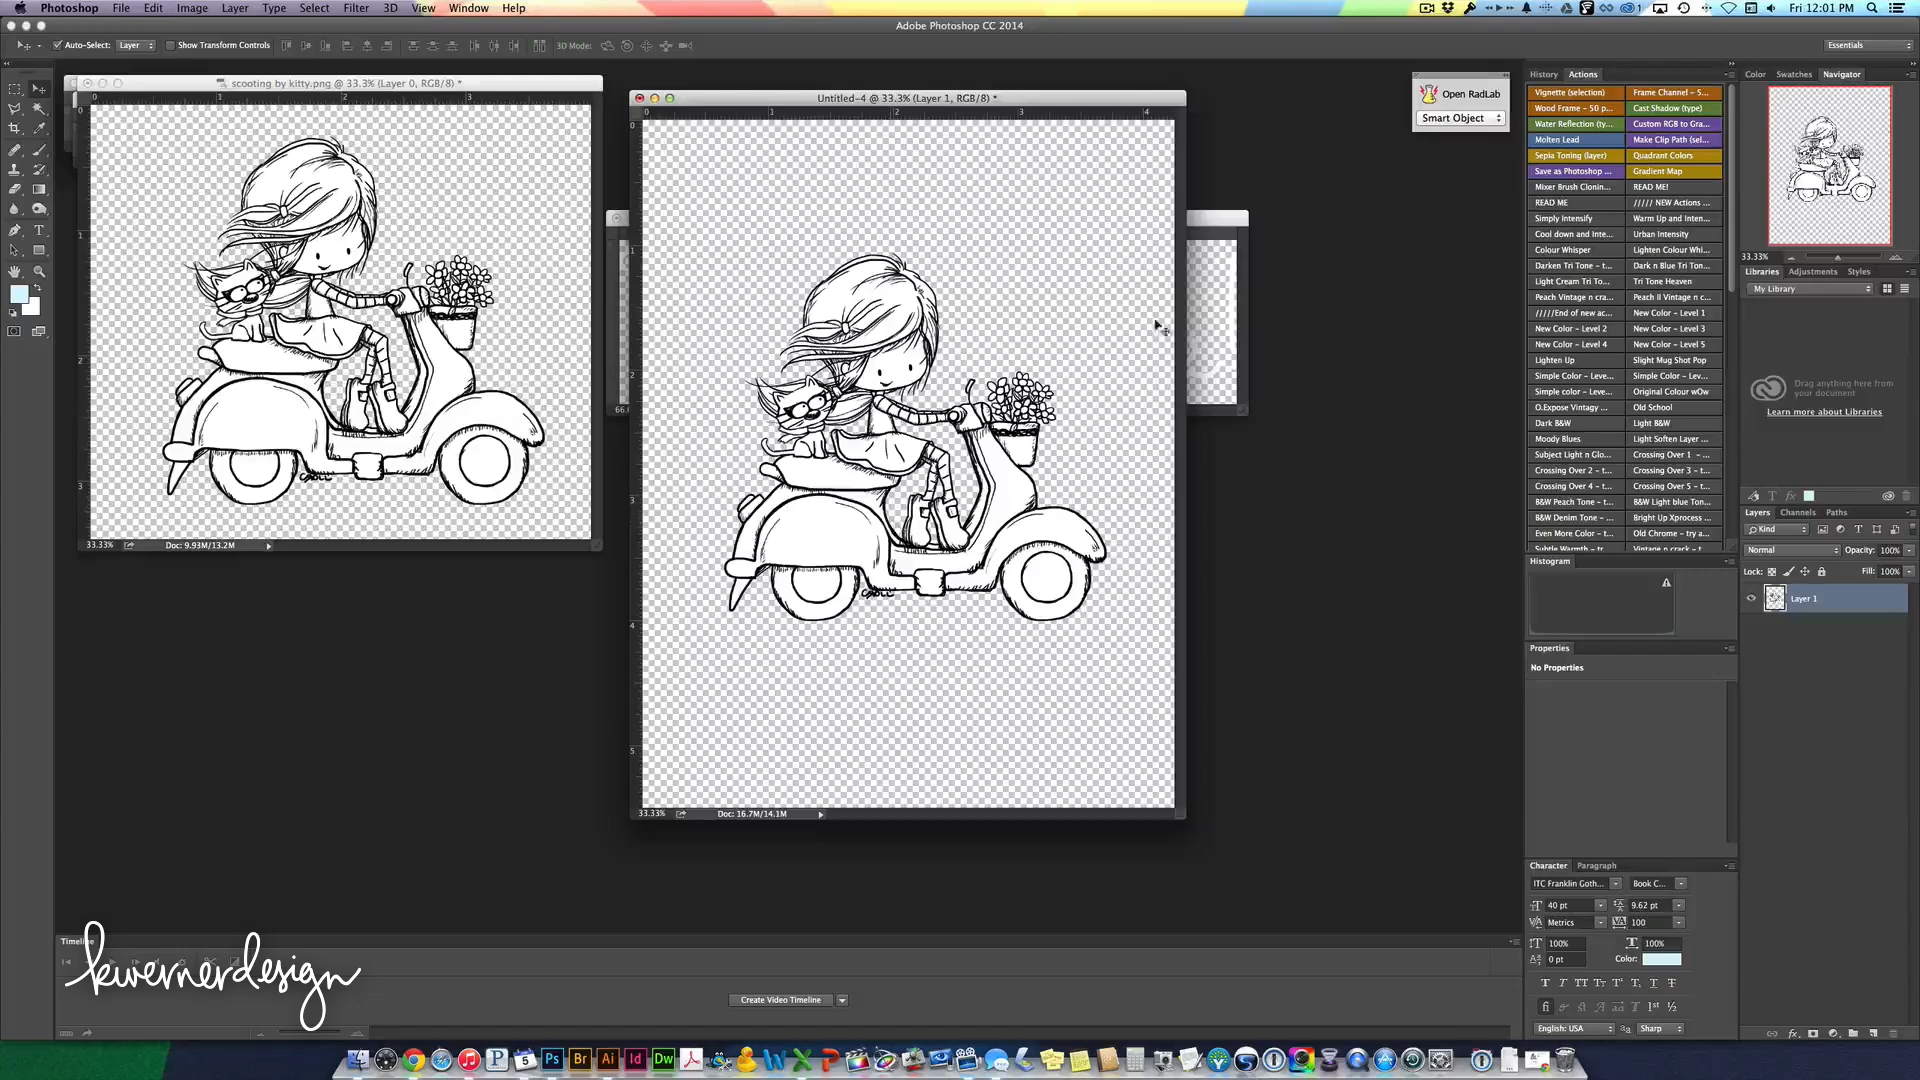 Photoshop File Edit Image Layer Type Select Filter 3D View Window Help
Fri 12:01 PM
Adobe Photoshop CC 2014
Auto-Select: Layer Show Transform Controls 3D Mode: Essentials
scooting by kitty.png @ 33.3% (Layer 0, RGB/8) *
Untitled-4 @ 33.3% (Layer 1, RGB/8) *
33.33% Doc: 9.93M/13.2M
33.33% Doc: 16.7M/14.1M
Open RadLab
Smart Object
History Actions
Vignette (selection) Frame Channel - 5...
Wood Frame - 50 p... Cast Shadow (type)
Water Reflection (ty... Custom RGB to Gra...
Molten Lead Make Clip Path (sel...
Sepia Toning (layer) Quadrant Colors
Save as Photoshop ... Gradient Map
Mixer Brush Clonin... READ ME!
READ ME ///// NEW Actions ...
Simply Intensify Warm Up and Inten...
Cool down and Inte... Urban Intensity
Colour Whisper Lighten Colour Whi...
Darken Tri Tone - t... Dark n Blue Tri Ton...
Light Cream Tri To... Tri Tone Heaven
Peach Vintage n cra... Peach II Vintage n c...
/////End of new ac... New Color - Level 1
New Color - Level 2 New Color - Level 3
New Color - Level 4 New Color - Level 5
Lighten Up Slight Mug Shot Pop
Simple Color - Leve... Simple Color - Lev...
Simple color - Leve... Original Colour wOw
O.Expose Vintagy ... Old School
Dark B&W Light B&W
Moody Blues Light Soften Layer ...
Subject Light n Glo... Crossing Over 1 - ...
Crossing Over 2 - t... Crossing Over 3 - t...
Crossing Over 4 - t... Crossing Over 5 - t...
B&W Peach Tone - t... B&W Light blue Ton...
B&W Denim Tone - t... Bright Up Xprocess ...
Even More Colour ... Old Chrome - try a...
Subtle Warmth - tr... Vintage n crack - t...
Histogram
Properties
No Properties
Character Paragraph
ITC Franklin Goth... Book C...
40 pt 9.62 pt
Metrics 100
100% 100%
0 pt Color:
English: USA Sharp
Color Swatches Navigator
33.33%
Libraries Adjustments Styles
My Library
Drag anything here from
your document
Learn more about Libraries
Layers Channels Paths
Kind
Normal Opacity: 100%
Lock: Fill: 100%
Layer 1
Timeline
Create Video Timeline
kwernerdesign